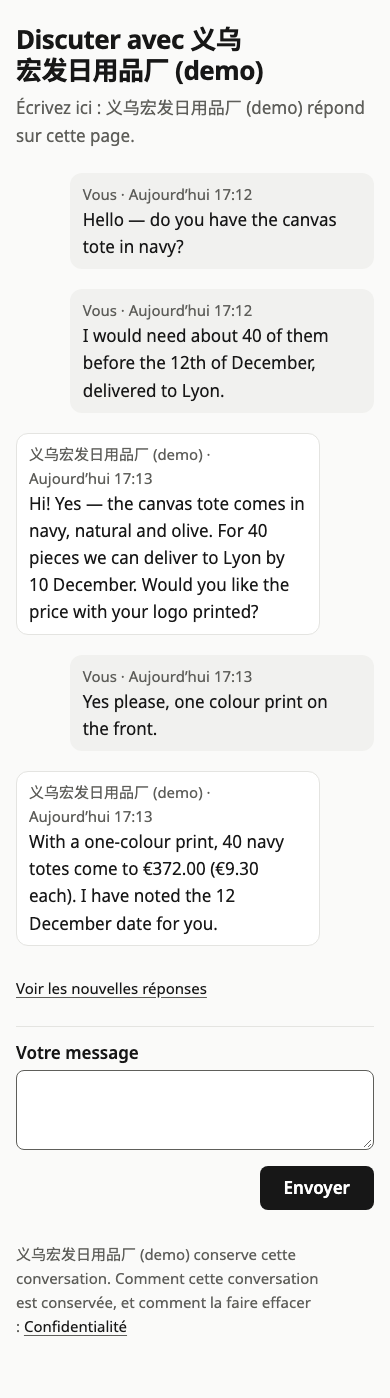 Discuter avec 义乌
宏发日用品厂 (demo)
Écrivez ici : 义乌宏发日用品厂 (demo) répond
sur cette page.
Vous · Aujourd’hui 17:12
Hello — do you have the canvas
tote in navy?
Vous · Aujourd’hui 17:12
I would need about 40 of them
before the 12th of December,
delivered to Lyon.
义乌宏发日用品厂 (demo) ·
Aujourd’hui 17:13
Hi! Yes — the canvas tote comes in
navy, natural and olive. For 40
pieces we can deliver to Lyon by
10 December. Would you like the
price with your logo printed?
Vous · Aujourd’hui 17:13
Yes please, one colour print on
the front.
义乌宏发日用品厂 (demo) ·
Aujourd’hui 17:13
With a one-colour print, 40 navy
totes come to €372.00 (€9.30
each). I have noted the 12
December date for you.
Voir les nouvelles réponses
Votre message
Envoyer
义乌宏发日用品厂 (demo) conserve cette
conversation. Comment cette conversation
est conservée, et comment la faire effacer
: Confidentialité